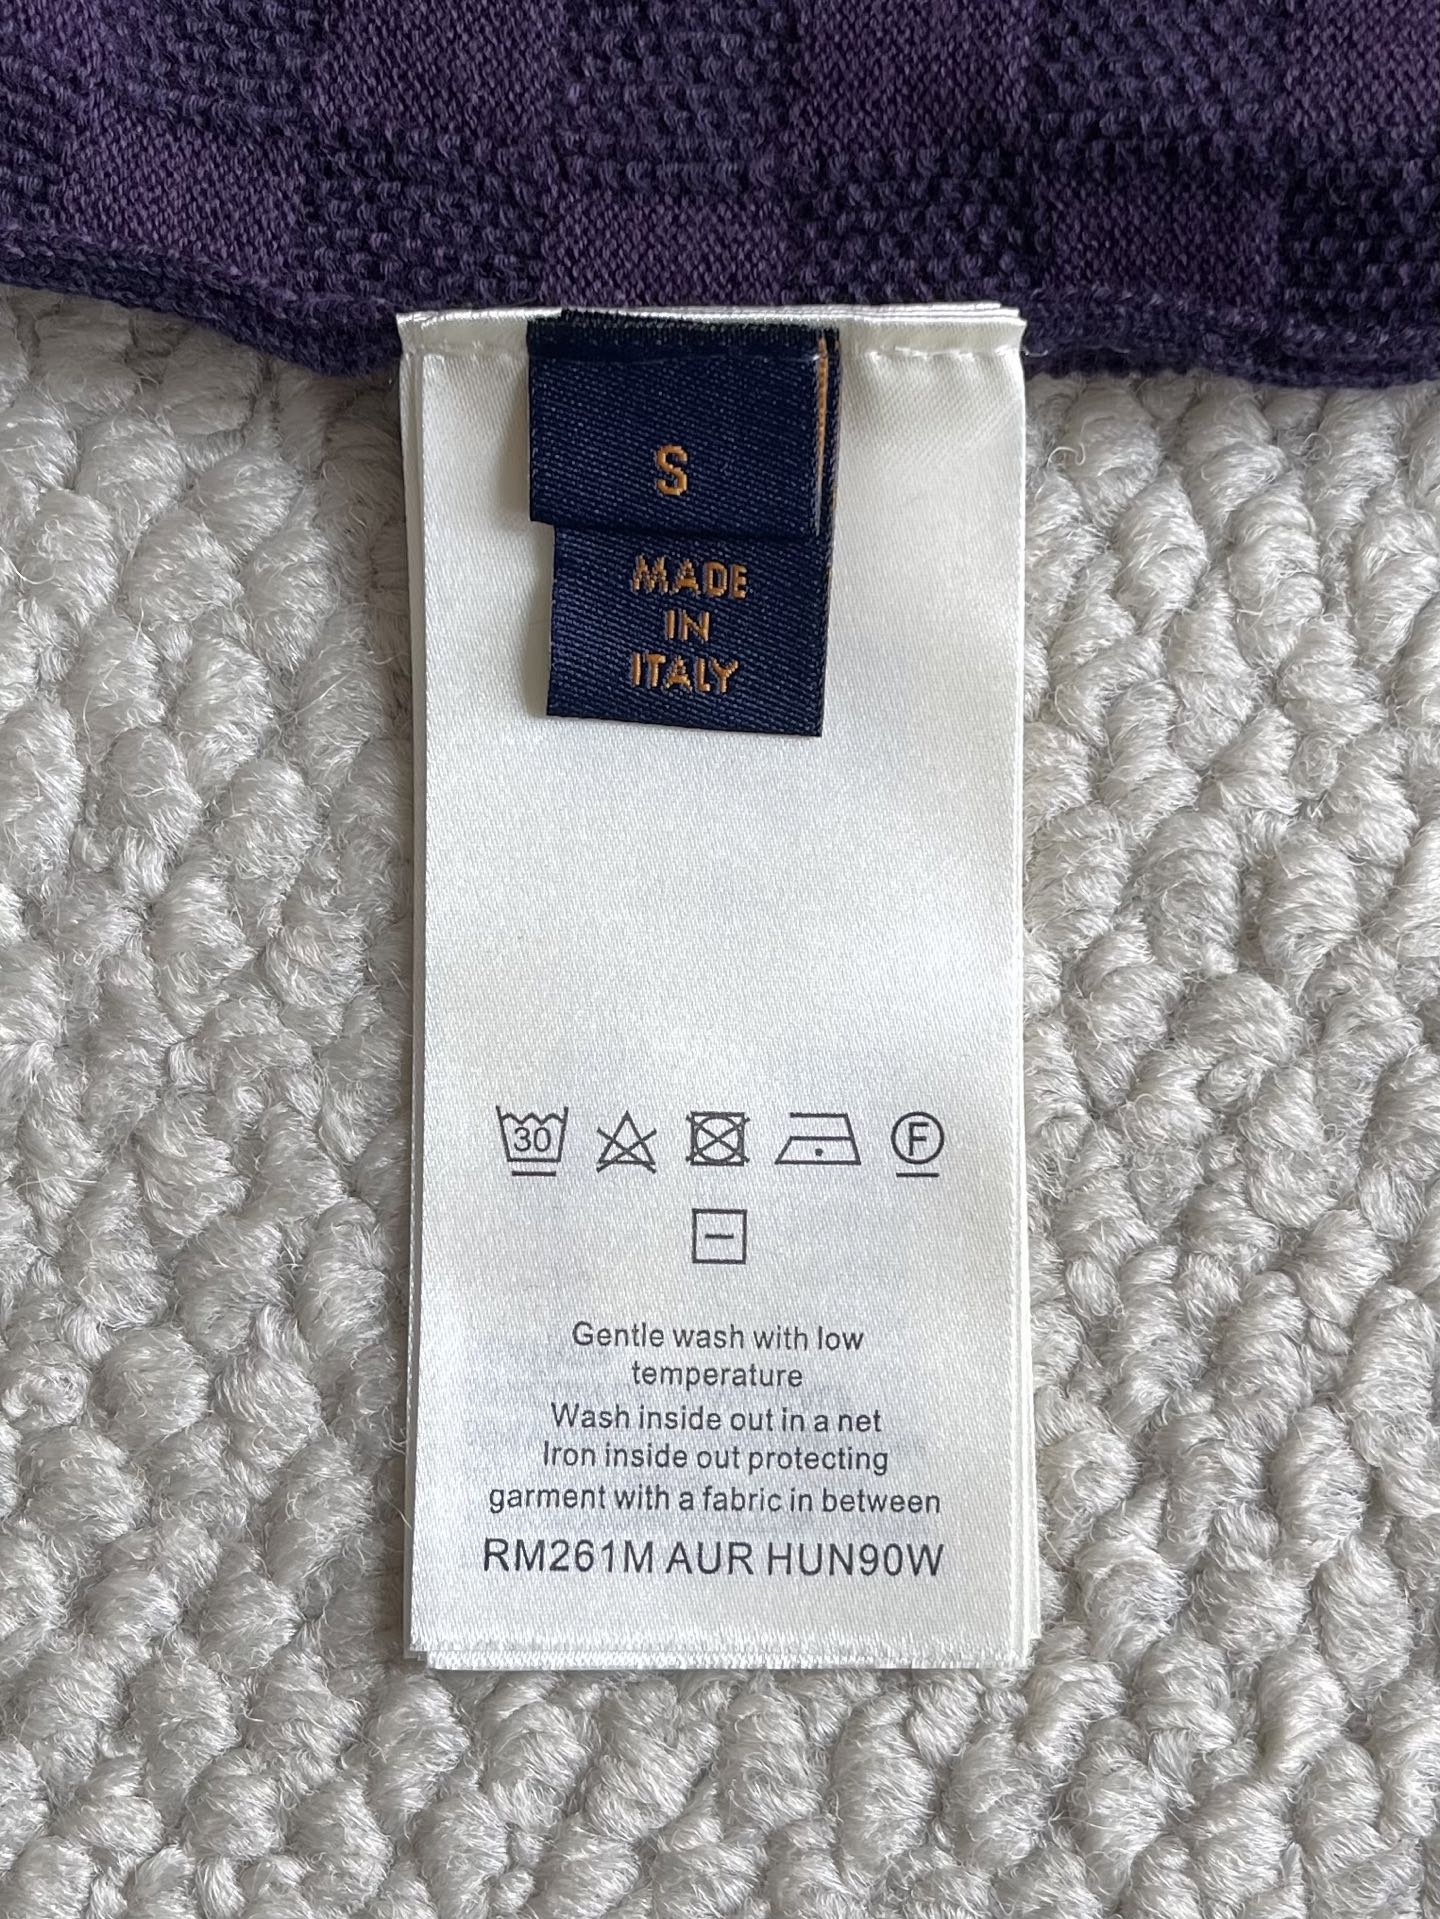 S
MADE
IN
ITALY
30
F
Gentle wash with low
temperature
Wash inside out in a net
Iron inside out protecting
garment with a fabric in between
RM261M AUR HUN90W